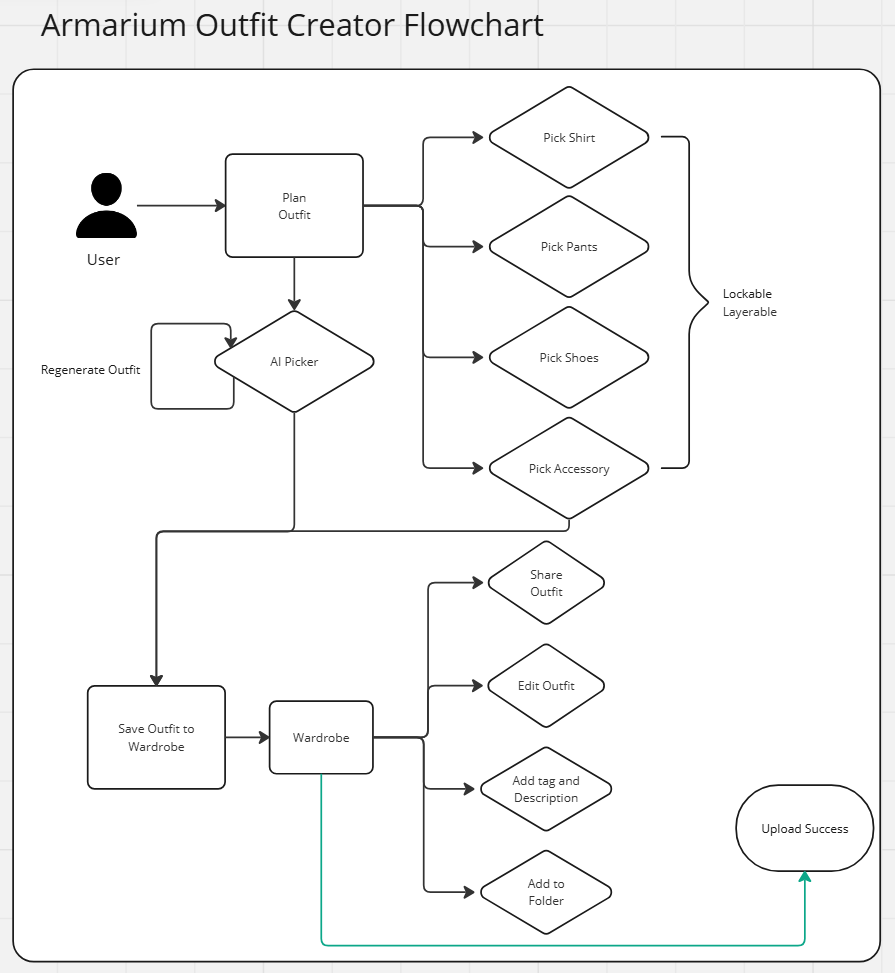 Armarium Outfit Creator Flowchart
User
Plan
Outfit
Pick Shirt
Pick Pants
Pick Shoes
Pick Accessory
Lockable
Layerable
AI Picker
Regenerate Outfit
Save Outfit to
Wardrobe
Wardrobe
Share
Outfit
Edit Outfit
Add tag and
Description
Add to
Folder
Upload Success